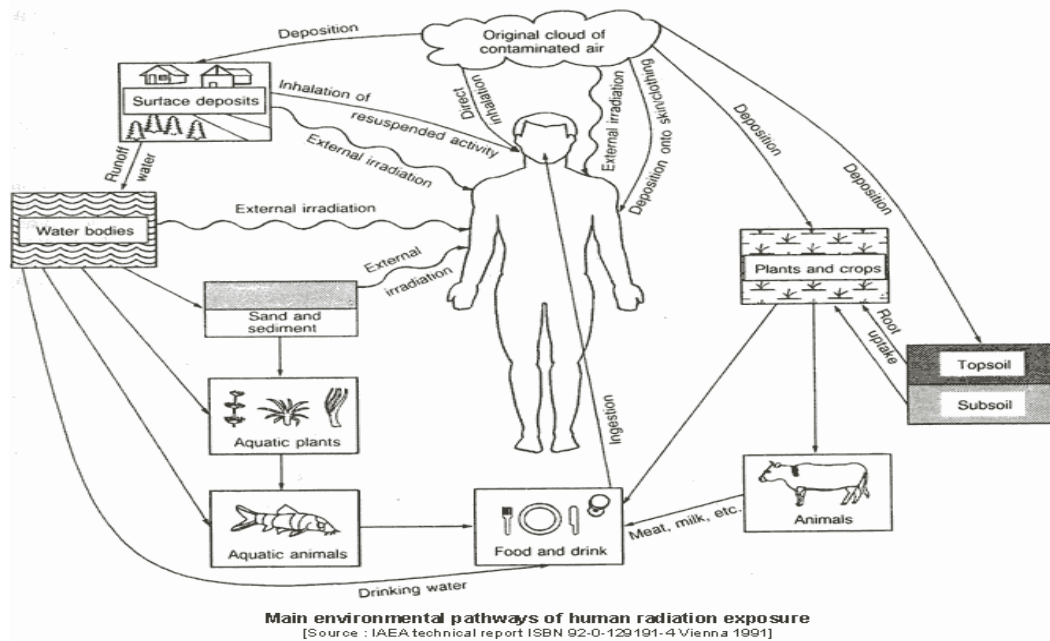 Original cloud of
contaminated air
Deposition
Surface deposits
Inhalation of
resuspended activity
Direct
inhalation
External irradiation
Deposition onto skin/clothing
Deposition
Deposition
External irradiation
Runoff
water
Water bodies
External irradiation
External
irradiation
Sand and
sediment
Plants and crops
Root
uptake
Topsoil
Subsoil
Aquatic plants
Ingestion
Aquatic animals
Food and drink
Meat, milk, etc.
Animals
Drinking water
Main environmental pathways of human radiation exposure
[Source : IAEA technical report ISBN 92-0-129191-4 Vienna 1991]